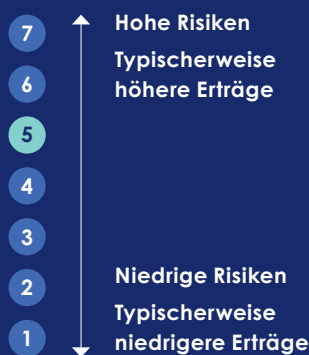 7
Hohe Risiken
Typischerweise
6
höhere Erträge
5
4
3
2
Niedrige Risiken
Typischerweise
1
niedrigere Erträge